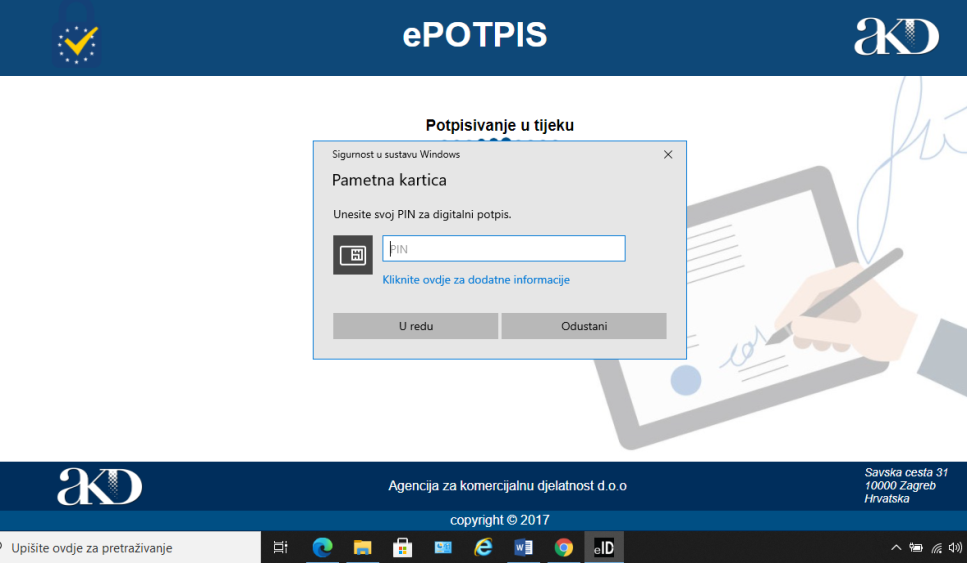 ePOTPIS
AKD
Potpisivanje u tijeku
Sigurnost u sustavu Windows
Pametna kartica
Unesite svoj PIN za digitalni potpis.
PIN
Kliknite ovdje za dodatne informacije
U redu
Odustani
AKD
Agencija za komercijalnu djelatnost d.o.o
Savska cesta 31
10000 Zagreb
Hrvatska
copyright © 2017
Upišite ovdje za pretraživanje
eID